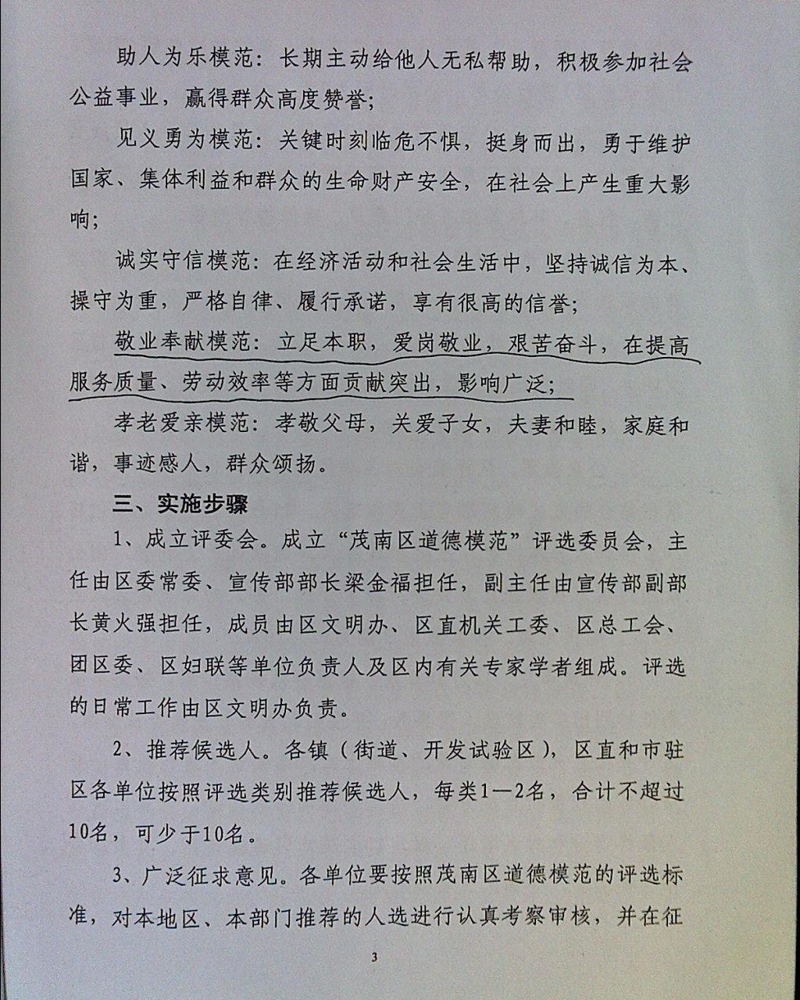 助人为乐模范：长期主动给他人无私帮助，积极参加社会
公益事业，赢得群众高度赞誉；
见义勇为模范：关键时刻临危不惧，挺身而出，勇于维护
国家、集体利益和群众的生命财产安全，在社会上产生重大影
响；
诚实守信模范：在经济活动和社会生活中，坚持诚信为本、
操守为重，严格自律、履行承诺，享有很高的信誉；
敬业奉献模范：立足本职，爱岗敬业，艰苦奋斗，在提高
服务质量、劳动效率等方面贡献突出，影响广泛；
孝老爱亲模范：孝敬父母，关爱子女，夫妻和睦，家庭和
谐，事迹感人，群众颂扬。
三、实施步骤
1、成立评委会。成立“茂南区道德模范”评选委员会，主
任由区委常委、宣传部部长梁金福担任，副主任由宣传部副部
长黄火强担任，成员由区文明办、区直机关工委、区总工会、
团区委、区妇联等单位负责人及区内有关专家学者组成。评选
的日常工作由区文明办负责。
2、推荐候选人。各镇（街道、开发试验区），区直和市驻
区各单位按照评选类别推荐候选人，每类1—2名，合计不超过
10名，可少于10名。
3、广泛征求意见。各单位要按照茂南区道德模范的评选标
准，对本地区、本部门推荐的人选进行认真考察审核，并在征
3